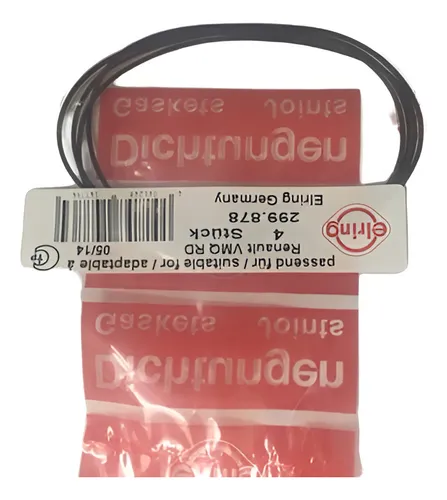 Gaskets Joints
Dichtungen
elring
passend für / suitable for / adaptable à
Renault VMQ RD
05/14
4 Stück
299.878
Elring Germany
Gaskets Joints
Dichtungen
elring